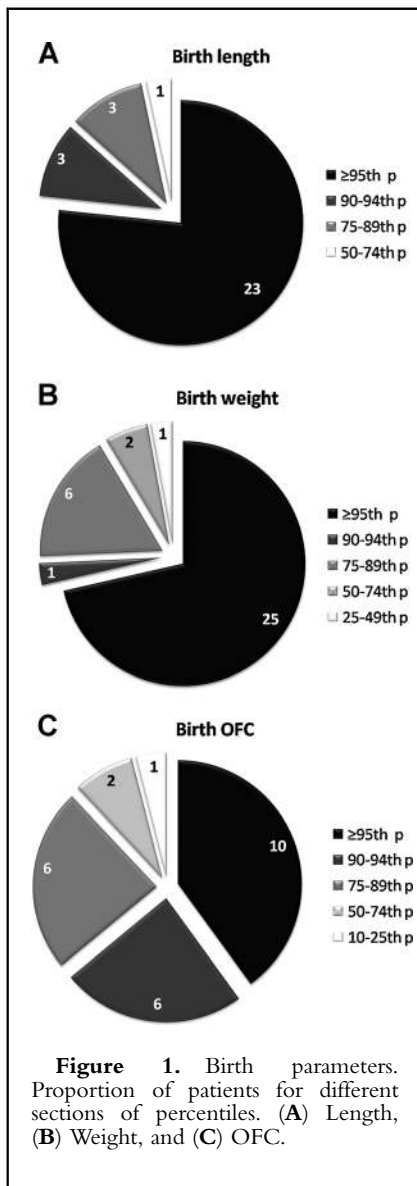 A
Birth length
1
3
3
23
≥95th p
90-94th p
75-89th p
50-74th p
B
Birth weight
1
2
6
1
25
≥95th p
90-94th p
75-89th p
50-74th p
25-49th p
C
Birth OFC
1
2
10
6
6
≥95th p
90-94th p
75-89th p
50-74th p
10-25th p
Figure 1. Birth parameters.
Proportion of patients for different
sections of percentiles. (A) Length,
(B) Weight, and (C) OFC.